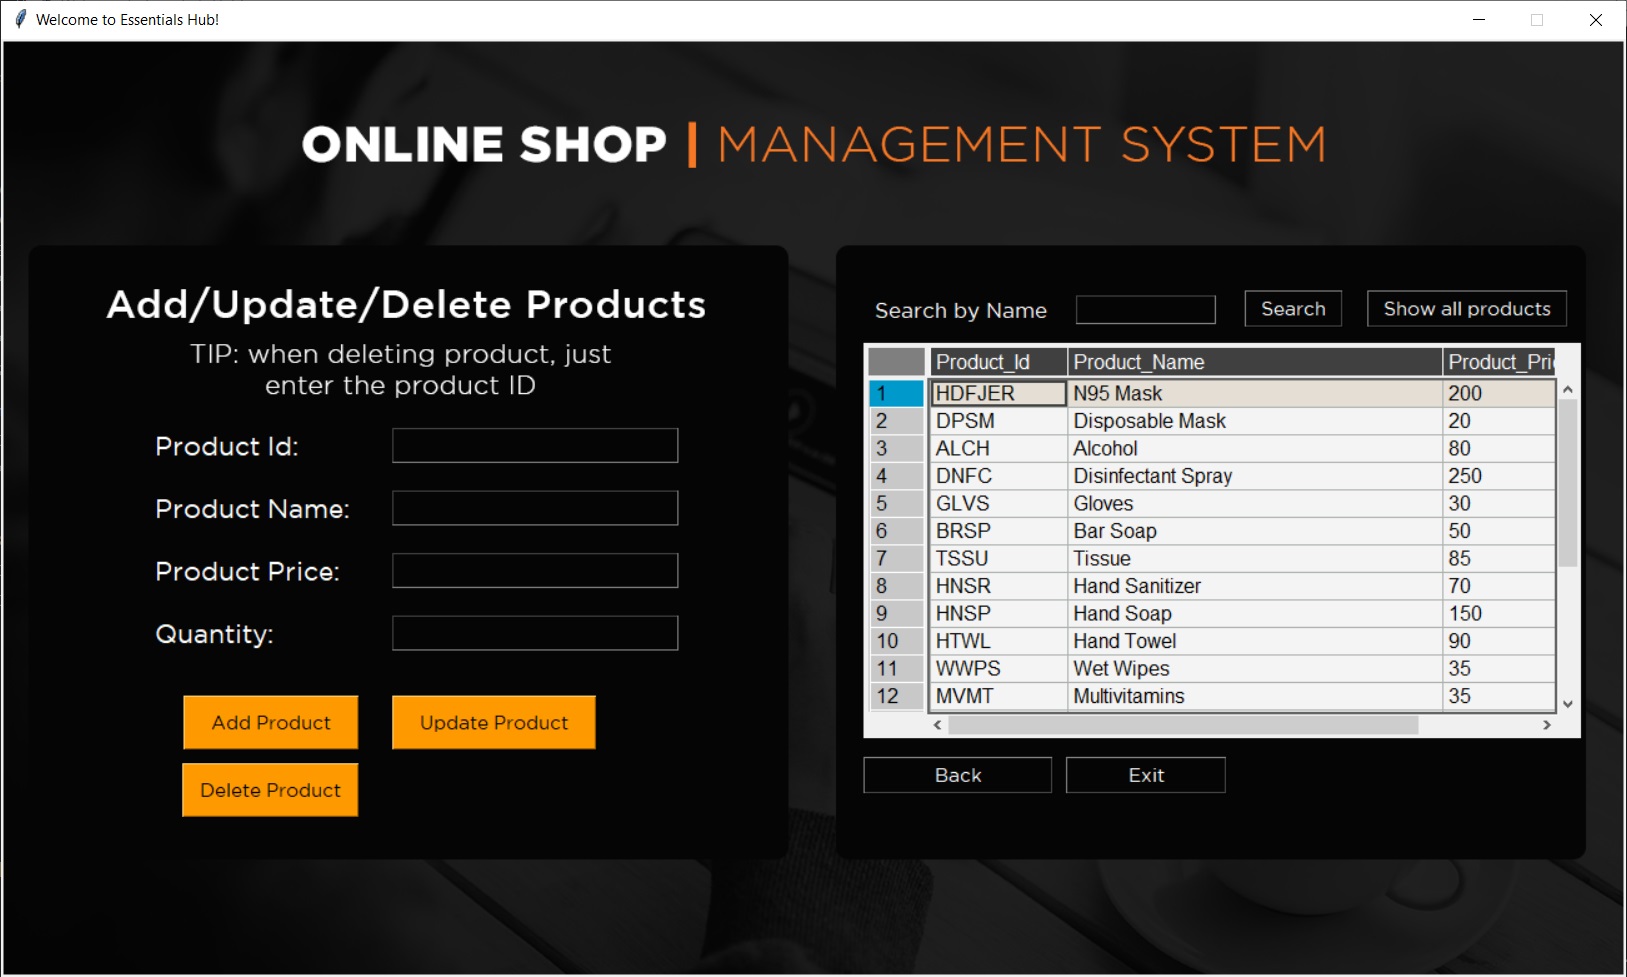 Welcome to Essentials Hub!
ONLINE SHOP | MANAGEMENT SYSTEM
Add/Update/Delete Products
TIP: when deleting product, just
enter the product ID
Product Id:
Product Name:
Product Price:
Quantity:
Add Product Update Product
Delete Product
Search by Name Search Show all products
Product_Id Product_Name Product_Pri
1 HDFJER N95 Mask 200
2 DPSM Disposable Mask 20
3 ALCH Alcohol 80
4 DNFC Disinfectant Spray 250
5 GLVS Gloves 30
6 BRSP Bar Soap 50
7 TSSU Tissue 85
8 HNSR Hand Sanitizer 70
9 HNSP Hand Soap 150
10 HTWL Hand Towel 90
11 WWPS Wet Wipes 35
12 MVMT Multivitamins 35
Back Exit